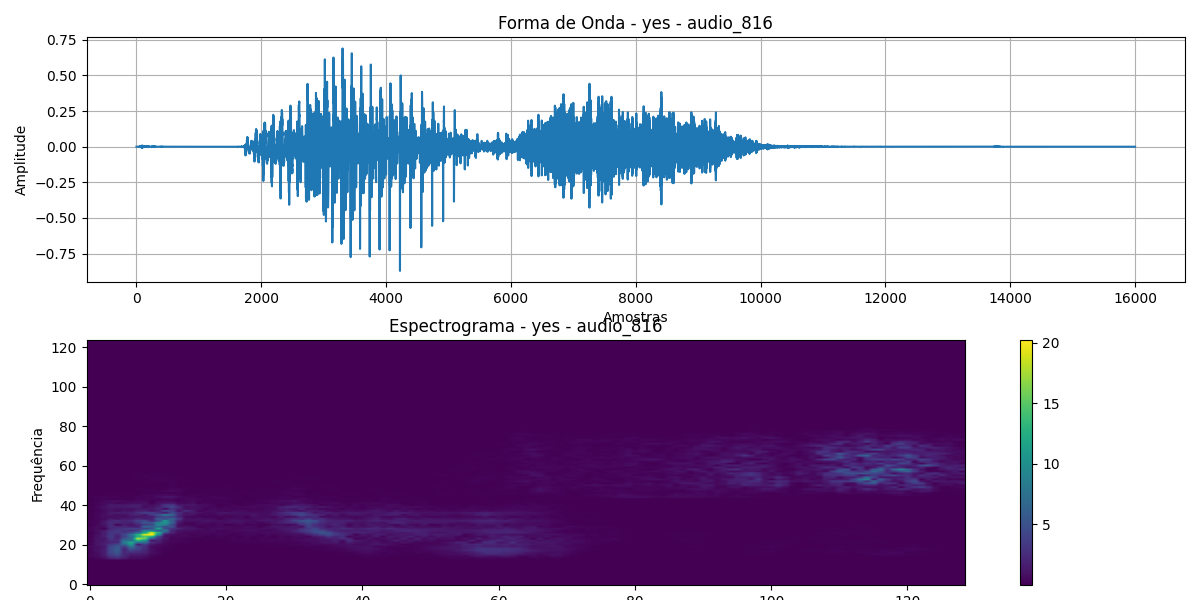 Forma de Onda - yes - audio_816
0.75
0.50
0.25
0.00
−0.25
−0.50
−0.75
Amplitude
0 2000 4000 6000 8000 10000 12000 14000 16000
Amostras
Espectrograma - yes - audio_816
120
100
80
60
40
20
0
Frequência
0 20 40 60 80 100 120
20
15
10
5